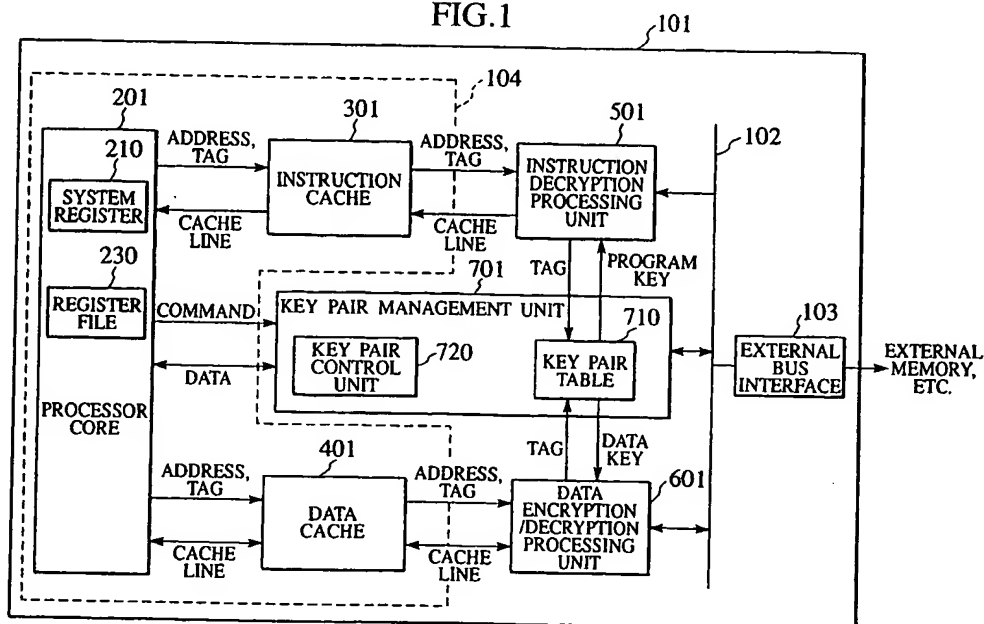 FIG.1
101
104
201
301
501
102
210
ADDRESS,
TAG
ADDRESS,
TAG
SYSTEM
REGISTER
INSTRUCTION
CACHE
INSTRUCTION
DECRYPTION
PROCESSING
UNIT
CACHE
LINE
CACHE
LINE
230
701
TAG
PROGRAM
KEY
REGISTER
FILE
COMMAND
KEY PAIR MANAGEMENT UNIT
710
103
KEY PAIR
CONTROL
UNIT
720
KEY PAIR
TABLE
EXTERNAL
BUS
INTERFACE
EXTERNAL
MEMORY,
ETC.
DATA
PROCESSOR
CORE
TAG
DATA
KEY
401
601
ADDRESS,
TAG
ADDRESS,
TAG
DATA
CACHE
DATA
ENCRYPTION
/DECRYPTION
PROCESSING
UNIT
CACHE
LINE
CACHE
LINE